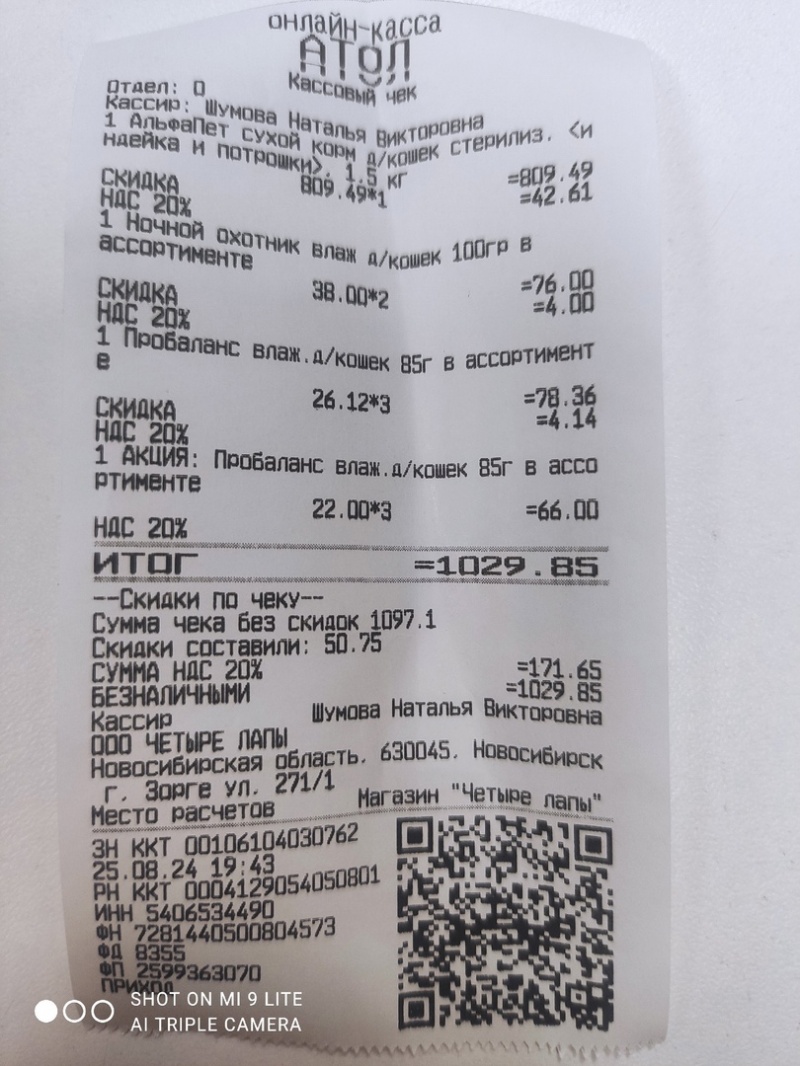 ОНЛАЙН-КАССА
АТОЛ
Кассовый чек
Отдел: 0
Кассир: Шумова Наталья Викторовна
1 АльфаПет сухой корм д/кошек стерилиз. <и
ндейка и потрошки>, 1.5 кг
809.49*1 =809.49
СКИДКА =42.61
НДС 20%
1 Ночной охотник влаж д/кошек 100гр в
ассортименте
38.00*2 =76.00
СКИДКА =4.00
НДС 20%
1 Пробаланс влаж.д/кошек 85г в ассортимент
е
26.12*3 =78.36
СКИДКА =4.14
НДС 20%
1 АКЦИЯ: Пробаланс влаж.д/кошек 85г в ассо
ртименте
22.00*3 =66.00
НДС 20%
ИТОГ =1029.85
--Скидки по чеку--
Сумма чека без скидок 1097.1
Скидки составили: 50.75
СУММА НДС 20% =171.65
БЕЗНАЛИЧНЫМИ =1029.85
Кассир Шумова Наталья Викторовна
ООО ЧЕТЫРЕ ЛАПЫ
Новосибирская область, 630045, Новосибирск
г, Зорге ул, 271/1
Место расчетов Магазин "Четыре лапы"
ЗН ККТ 00106104030762
25.08.24 19:43
РН ККТ 0004129054050801
ИНН 5406534490
ФН 7281440500804573
ФД 8355
ФП 2599363070
ПРИХОД
SHOT ON MI 9 LITE
AI TRIPLE CAMERA